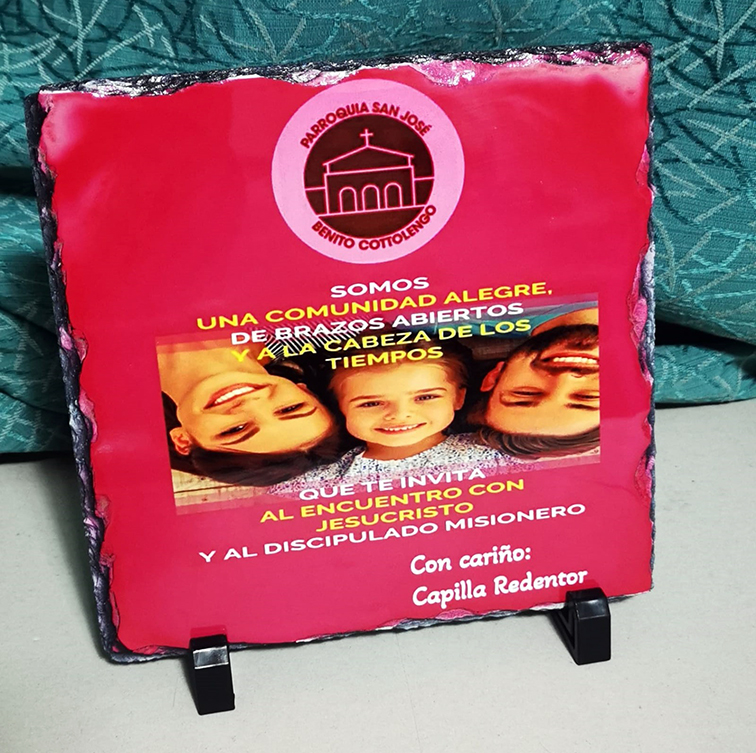 PARROQUIA SAN JOSÉ
BENITO COTTOLENGO
SOMOS
UNA COMUNIDAD ALEGRE,
DE BRAZOS ABIERTOS
Y A LA CABEZA DE LOS
TIEMPOS
QUE TE INVITA
AL ENCUENTRO CON
JESUCRISTO
Y AL DISCIPULADO MISIONERO
Con cariño:
Capilla Redentor